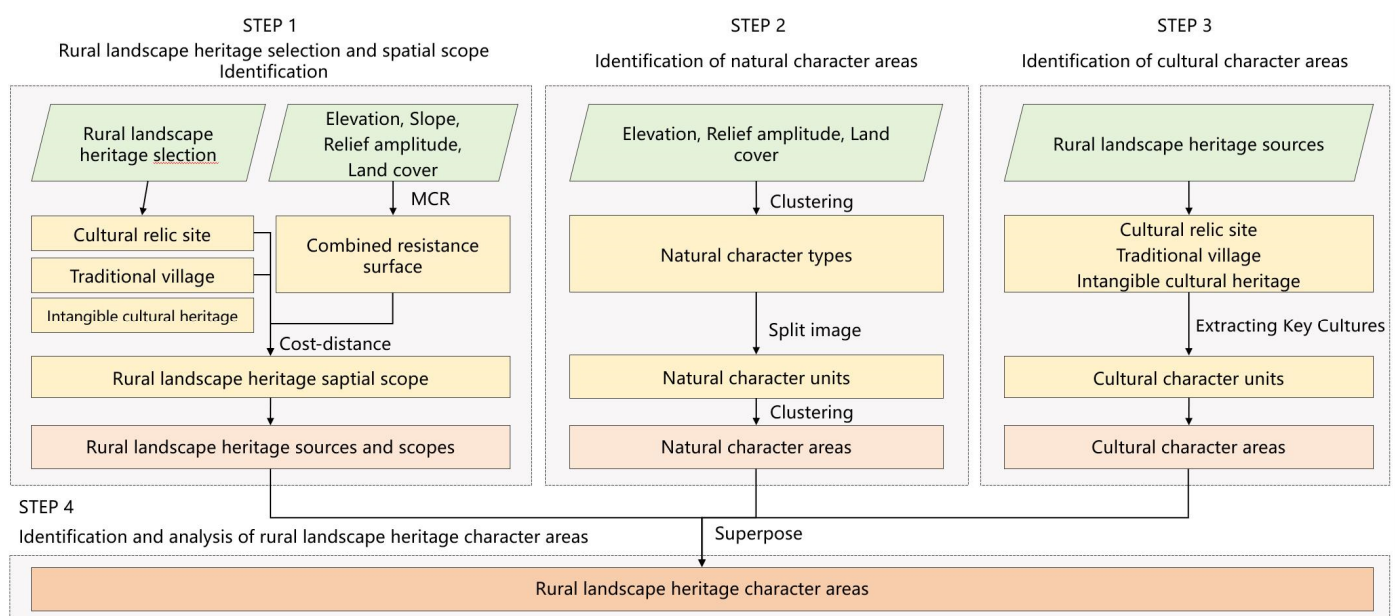 STEP 1
Rural landscape heritage selection and spatial scope
Identification
Rural landscape
heritage slection
Elevation, Slope,
Relief amplitude,
Land cover
MCR
Cultural relic site
Traditional village
Intangible cultural heritage
Combined resistance
surface
Cost-distance
Rural landscape heritage saptial scope
Rural landscape heritage sources and scopes
STEP 2
Identification of natural character areas
Elevation, Relief amplitude, Land
cover
Clustering
Natural character types
Split image
Natural character units
Clustering
Natural character areas
STEP 3
Identification of cultural character areas
Rural landscape heritage sources
Cultural relic site
Traditional village
Intangible cultural heritage
Extracting Key Cultures
Cultural character units
Cultural character areas
STEP 4
Identification and analysis of rural landscape heritage character areas
Superpose
Rural landscape heritage character areas